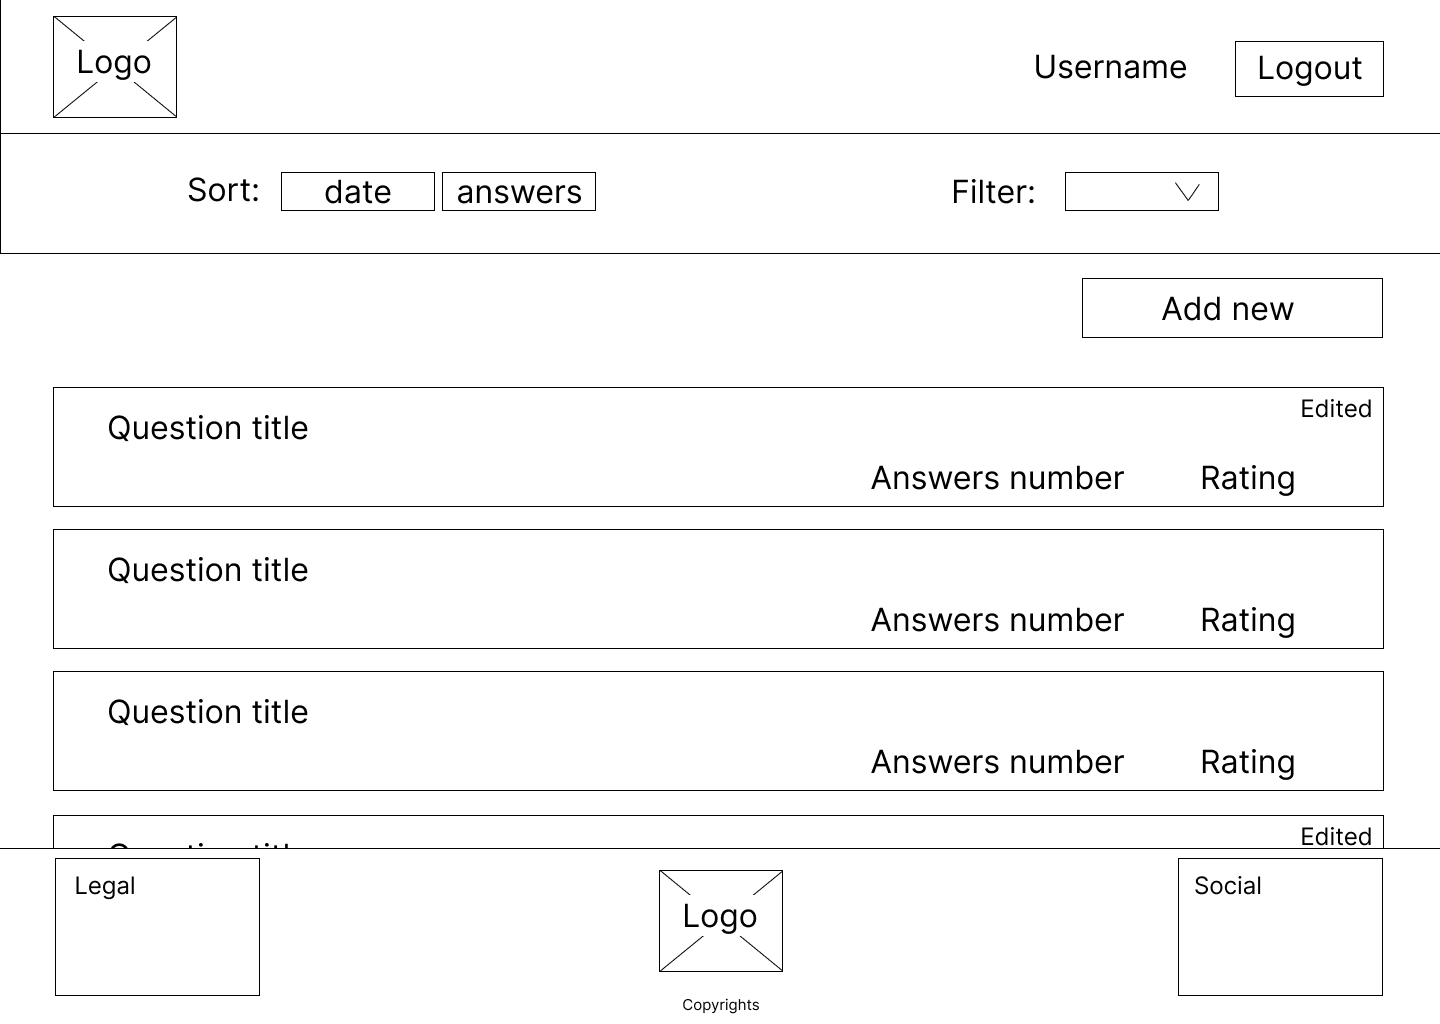 Logo
Username Logout
Sort: date answers Filter:
Add new
Question title
Edited
Answers number Rating
Question title
Answers number Rating
Question title
Answers number Rating
Edited
Legal
Logo
Social
Copyrights